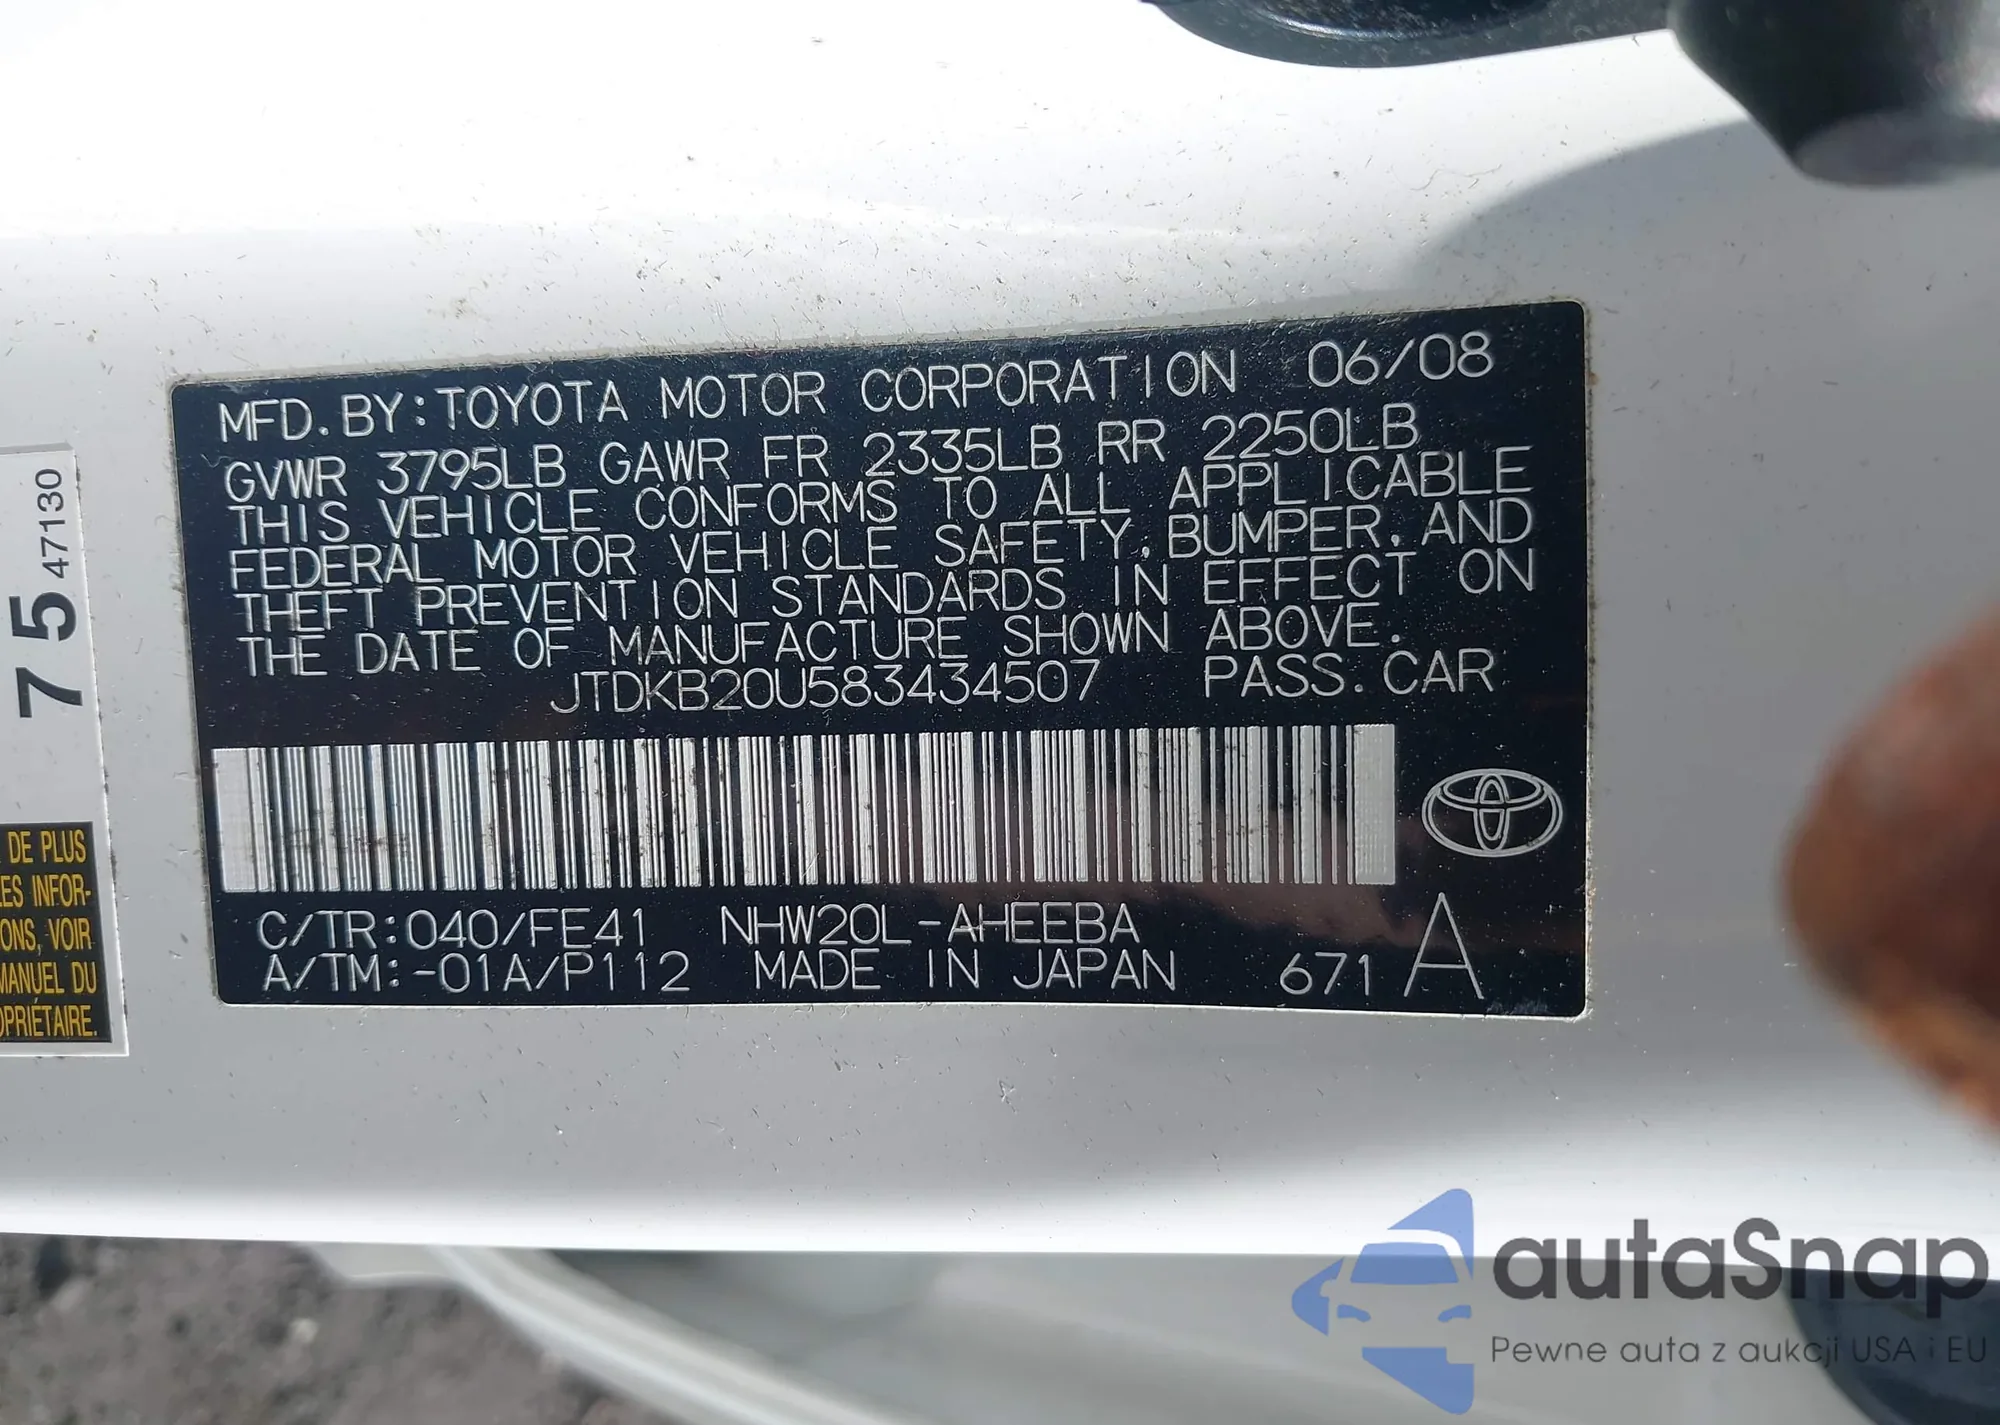 MFD. BY: TOYOTA MOTOR CORPORATION 06/08
GVWR 3795LB GAWR FR 2335LB RR 2250LB
THIS VEHICLE CONFORMS TO ALL APPLICABLE
FEDERAL MOTOR VEHICLE SAFETY, BUMPER, AND
THEFT PREVENTION STANDARDS IN EFFECT ON
THE DATE OF MANUFACTURE SHOWN ABOVE.
JTDKB20U583434507 PASS. CAR
C/TR: 040/FE41 NHW20L-AHEEBA
A/TM: -01A/P112 MADE IN JAPAN 671 A
75 47130
DE PLUS
LES INFOR-
ONS, VOIR
MANUEL DU
OPRIÉTAIRE.
autaSnap
Pewne auta z aukcji USA i EU